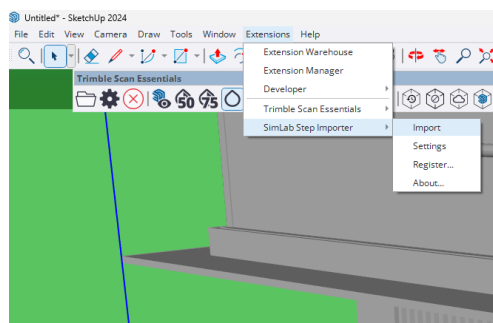 Untitled* - SketchUp 2024
File Edit View Camera Draw Tools Window Extensions Help
Extension Warehouse
Extension Manager
Developer
Trimble Scan Essentials
SimLab Step Importer
Trimble Scan Essentials
50 75
Import
Settings
Register...
About...